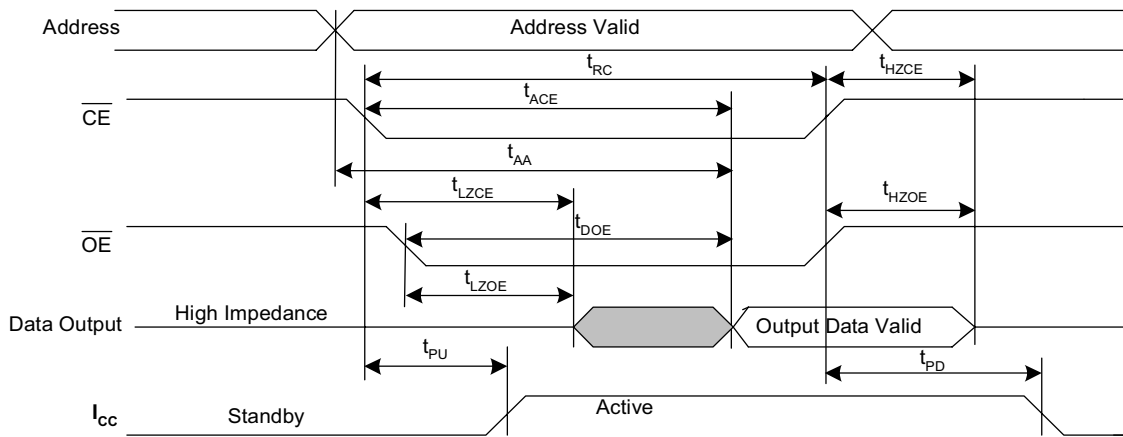 Address
Address Valid
tRC
tHZCE
tACE
CE
tAA
tLZCE
tHZOE
OE
tDOE
tLZOE
Data Output
High Impedance
Output Data Valid
tPU
tPD
ICC
Standby
Active